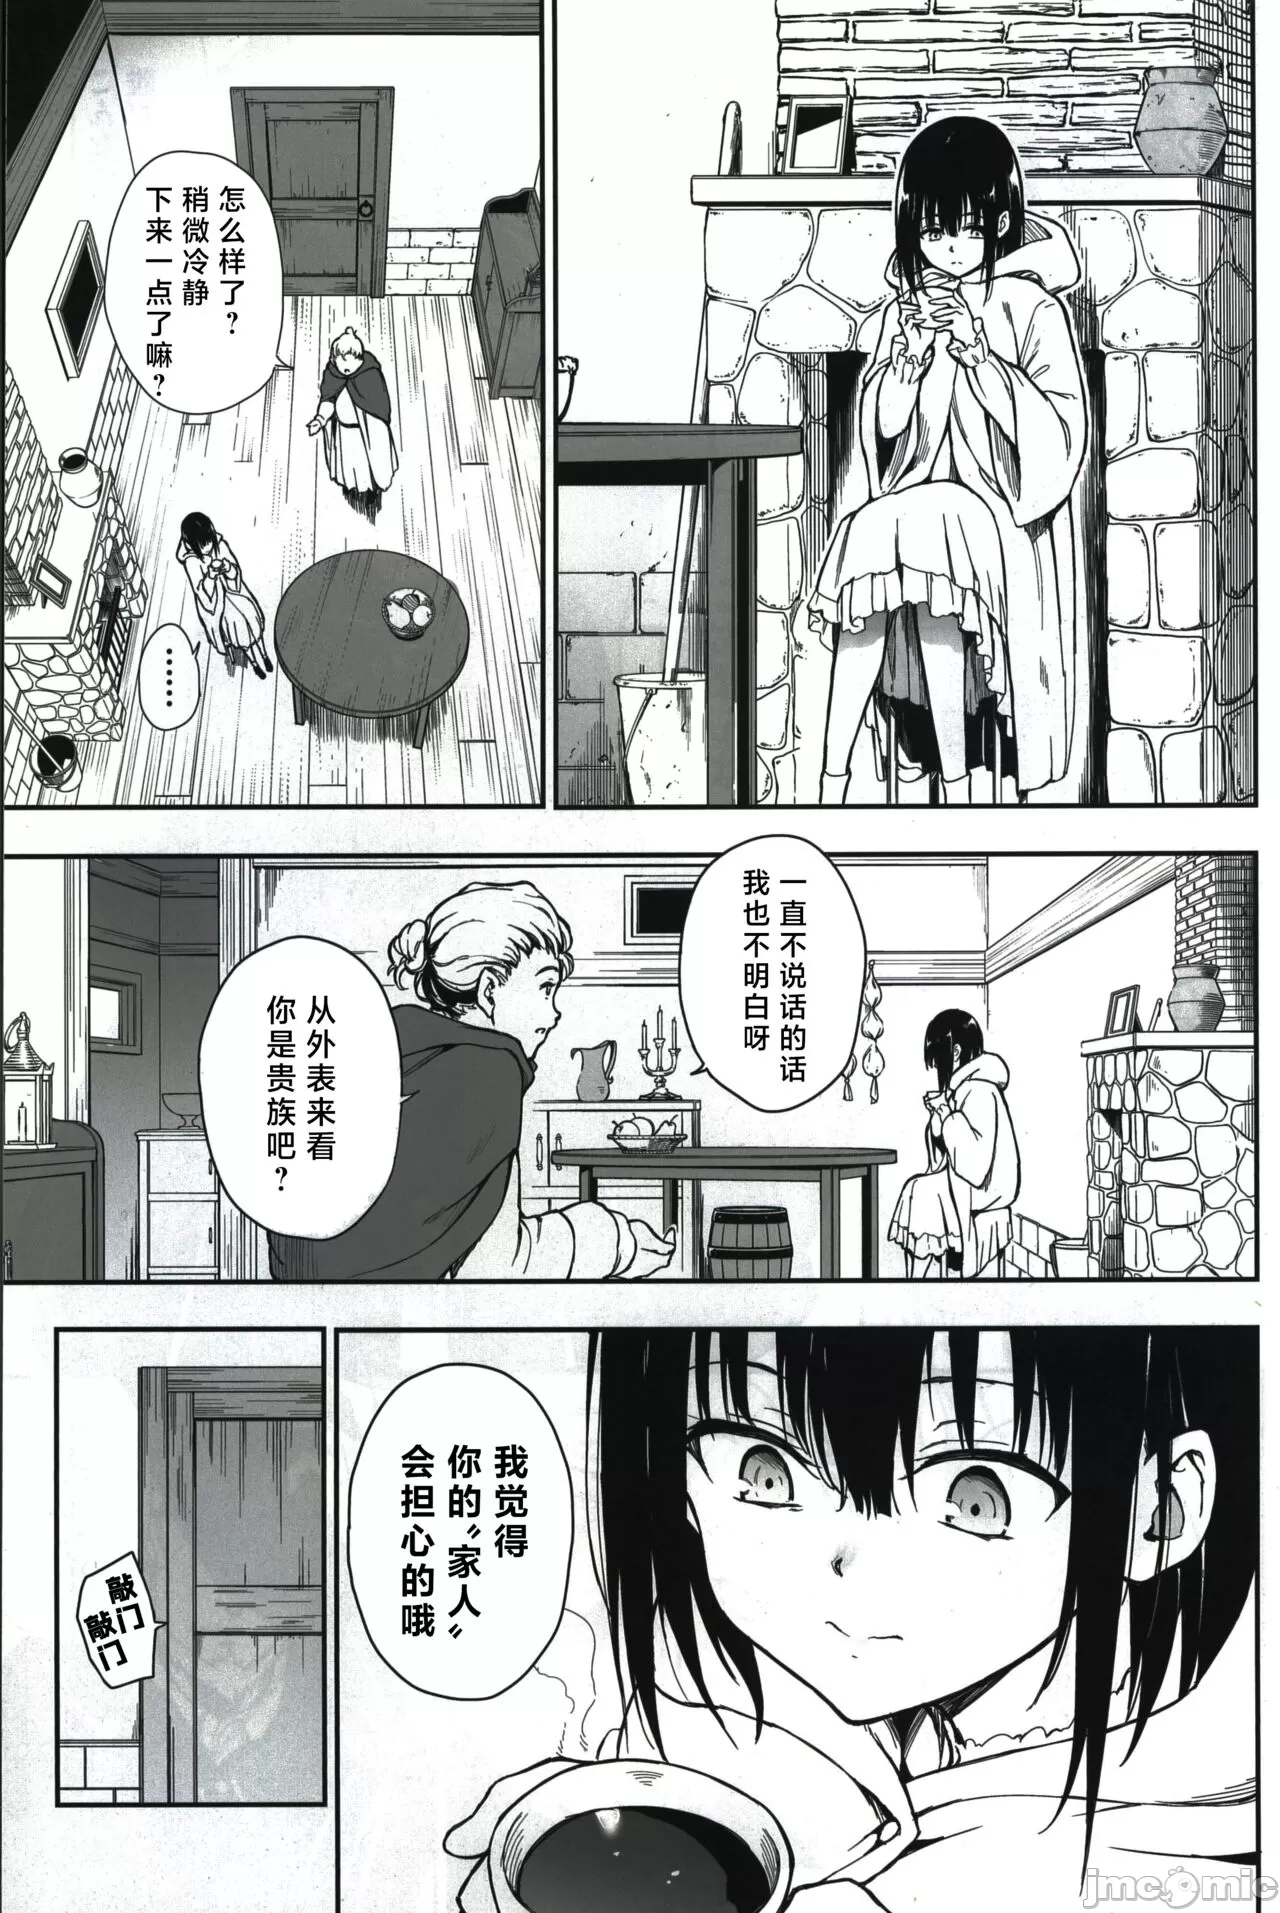 怎么样了?
稍微冷静
下来一点了嘛?
……
一直不说话的话
我也不明白呀
从外表来看
你是贵族吧?
我觉得
你的〝家人〟
会担心的哦
敲门
敲门
jmcomic